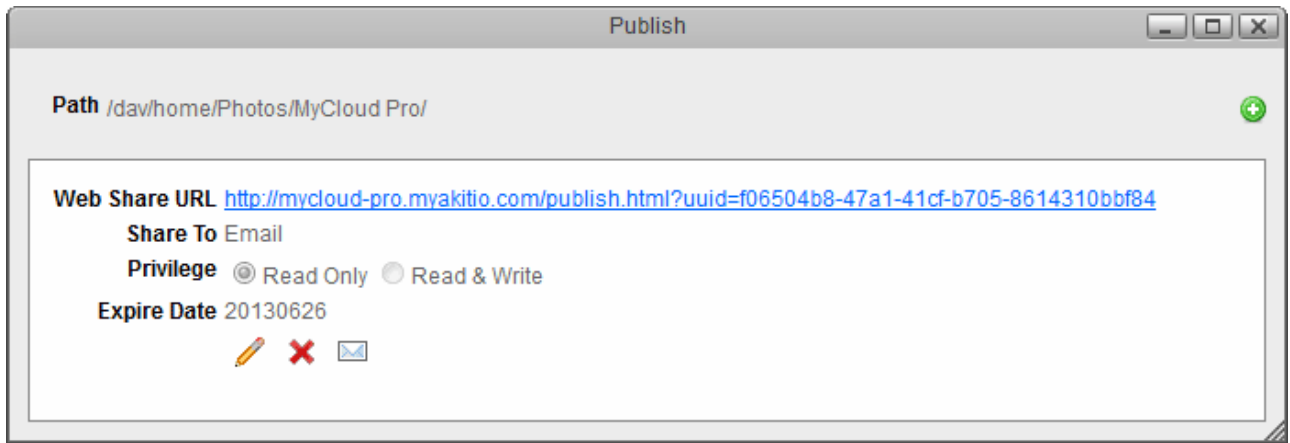 Publish
Path /dav/home/Photos/MyCloud Pro/
Web Share URL http://mycloud-pro.myakitio.com/publish.html?uuid=f06504b8-47a1-41cf-b705-8614310bbf84
Share To Email
Privilege Read Only Read & Write
Expire Date 20130626